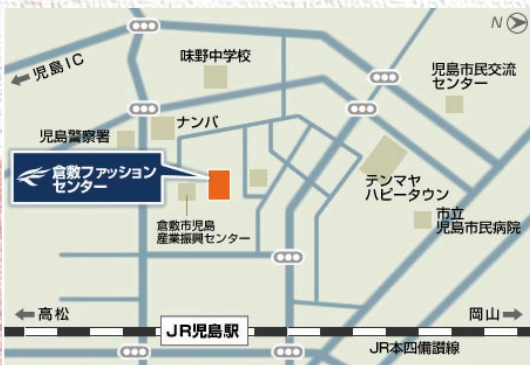 N
児島IC
味野中学校
児島市民交流
センター
ナンバ
児島警察署
倉敷ファッション
センター
テンマヤ
ハピータウン
倉敷市児島
産業振興センター
市立
児島市民病院
高松
岡山
JR児島駅
JR本四備讃線